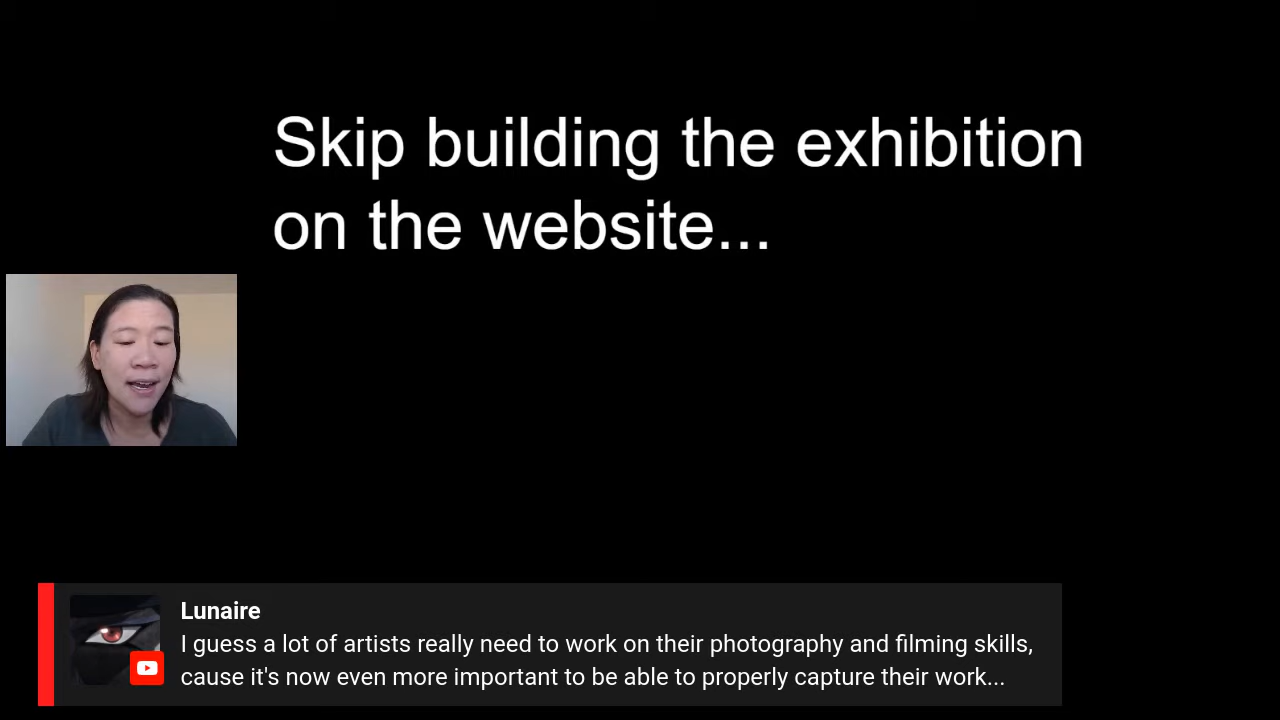 Skip building the exhibition
on the website...
Lunaire
I guess a lot of artists really need to work on their photography and filming skills,
cause it's now even more important to be able to properly capture their work...